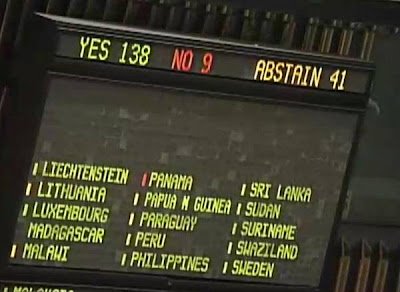 YES 138 NO 9 ABSTAIN 41
LIECHTENSTEIN PANAMA SRI LANKA
LITHUANIA PAPUA N GUINEA SUDAN
LUXEMBOURG PARAGUAY SURINAME
MADAGASCAR PERU SWAZILAND
MALAWI PHILIPPINES SWEDEN